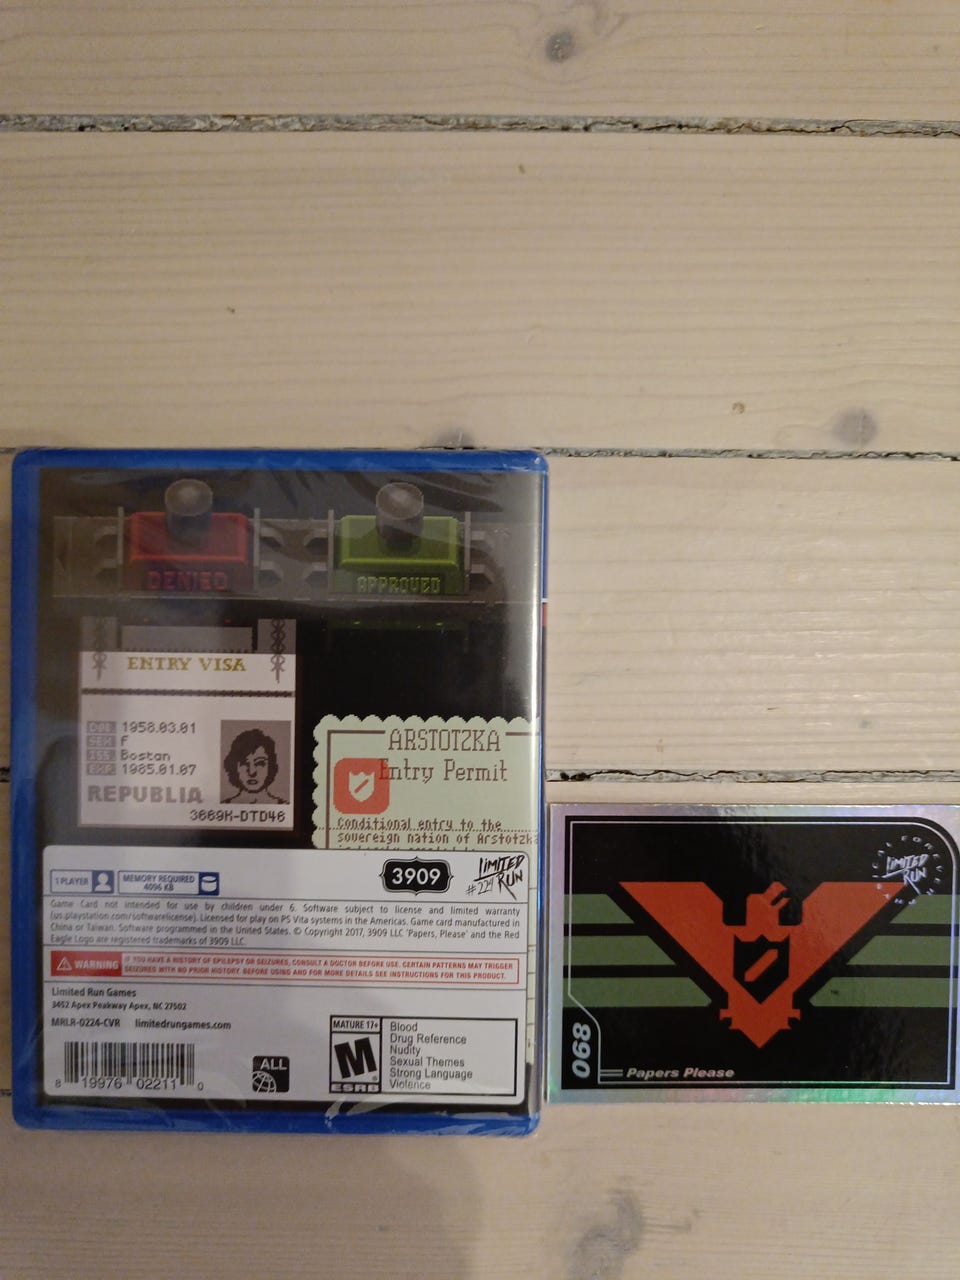 DENIED
APPROVED
ENTRY VISA
DOB 1958.03.01
SEX F
ISS Bostan
EXP 1985.01.07
REPUBLIA
3669K-DTD46
ARSTOTZKA
Entry Permit
Conditional entry to the
sovereign nation of Arstotzka
1 PLAYER
MEMORY REQUIRED
4096 KB
3909
LIMITED
RUN
#224
Game Card not intended for use by children under 6. Software subject to license and limited warranty
(us.playstation.com/softwarelicense). Licensed for play on PS Vita systems in the Americas. Game card manufactured in
China or Taiwan. Software programmed in the United States. © Copyright 2017, 3909 LLC 'Papers, Please' and the Red
Eagle Logo are registered trademarks of 3909 LLC.
WARNING
IF YOU HAVE A HISTORY OF EPILEPSY OR SEIZURES, CONSULT A DOCTOR BEFORE USE. CERTAIN PATTERNS MAY TRIGGER
SEIZURES WITH NO PRIOR HISTORY. BEFORE USING AND FOR MORE DETAILS SEE INSTRUCTIONS FOR THIS PRODUCT.
Limited Run Games
3452 Apex Peakway Apex, NC 27502
MRLR-0224-CVR limitedrungames.com
8 19976 02211 0
ALL
MATURE 17+
M
ESRB
Blood
Drug Reference
Nudity
Sexual Themes
Strong Language
Violence
LIMITED
RUN
068
Papers Please